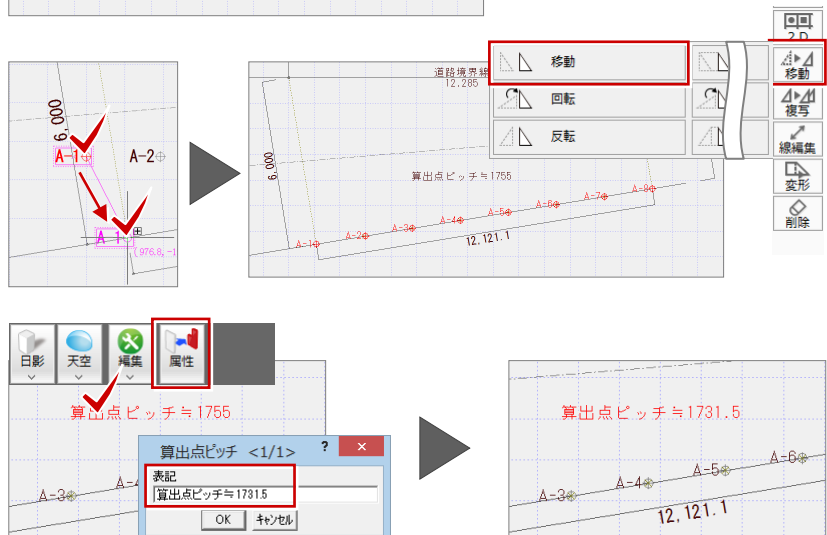 2D
移動
複写
線編集
変形
削除
移動
回転
反転
6,000
A-1
A-2
A-1
(976.8,-1
道路境界線
12.285
6,000
算出点ピッチ≒1755
A-1
A-2
A-3
A-4
A-5
A-6
A-7
A-8
12,121.1
日影
天空
編集
属性
算出点ピッチ≒1755
A-3
A-4
算出点ピッチ <1/1>
? ×
表記
算出点ピッチ≒1731.5
OK キャンセル
算出点ピッチ≒1731.5
A-3
A-4
A-5
A-6
12,121.1